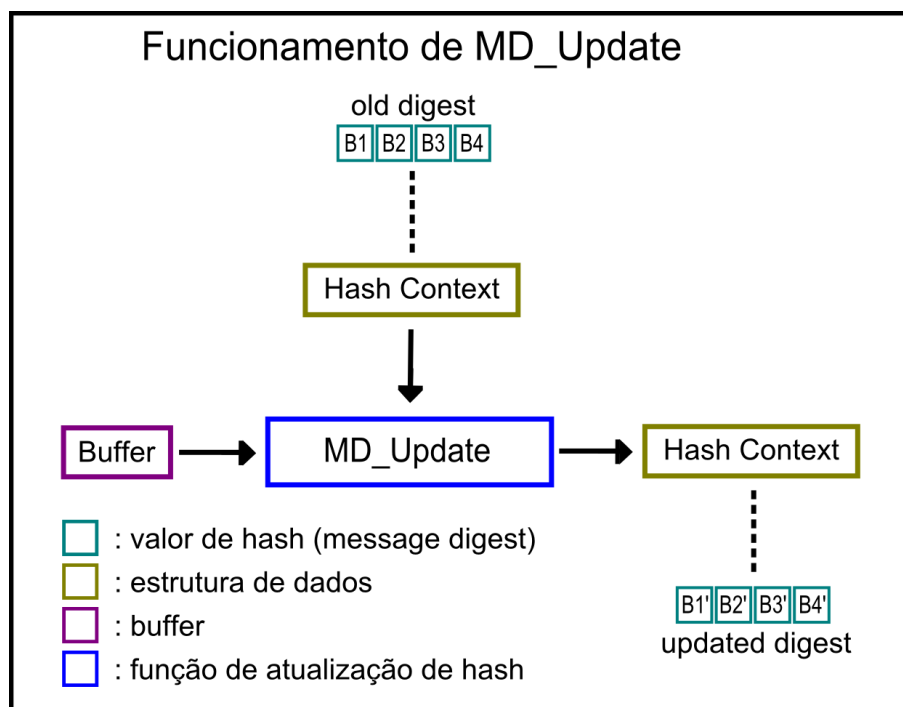 Funcionamento de MD_Update
old digest
B1 B2 B3 B4
Hash Context
Buffer
MD_Update
Hash Context
: valor de hash (message digest)
: estrutura de dados
: buffer
: função de atualização de hash
B1' B2' B3' B4'
updated digest